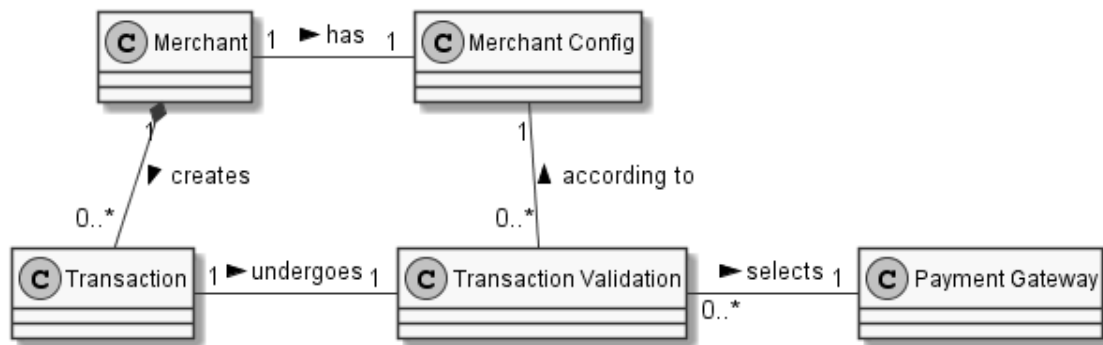 C Merchant 1 has 1 C Merchant Config
1 1
creates according to
0..* 0..*
C Transaction 1 undergoes 1 C Transaction Validation selects 1 C Payment Gateway
0..*